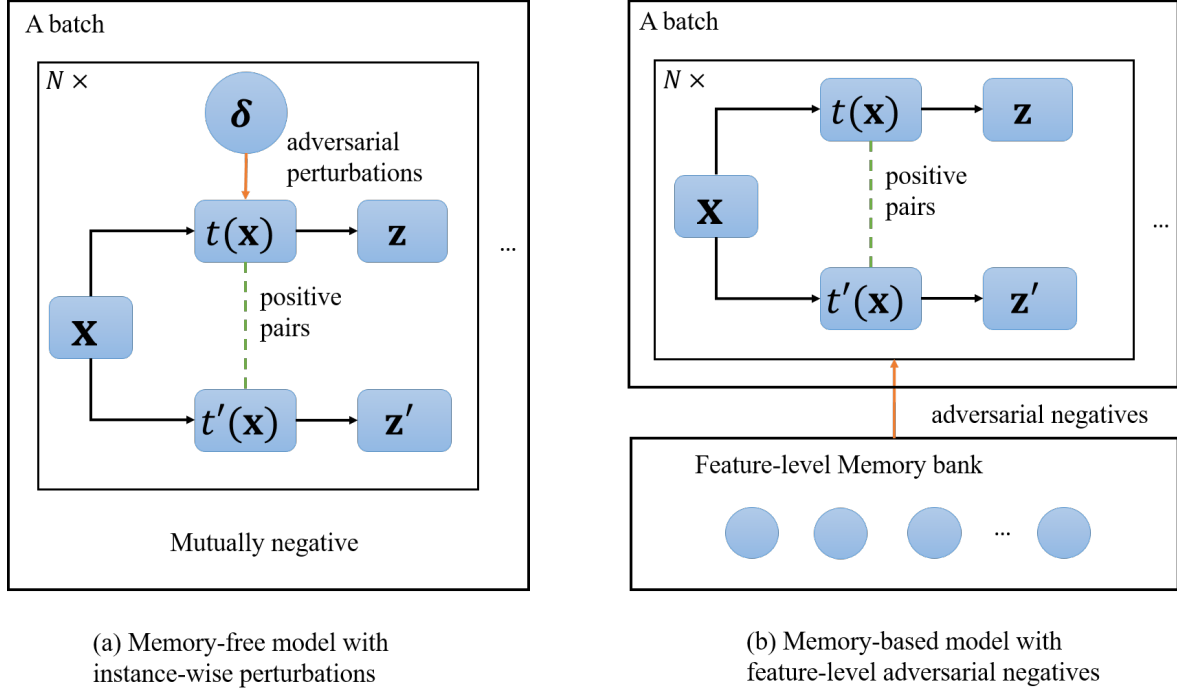 A batch
N ×
δ
adversarial
perturbations
t(x)
z
...
positive
pairs
x
t′(x)
z′
Mutually negative
(a) Memory-free model with
instance-wise perturbations
A batch
N ×
t(x)
z
positive
pairs
x
...
t′(x)
z′
adversarial negatives
Feature-level Memory bank
...
(b) Memory-based model with
feature-level adversarial negatives